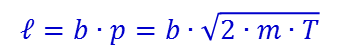 ℓ = b · p = b · √(2 · m · T)